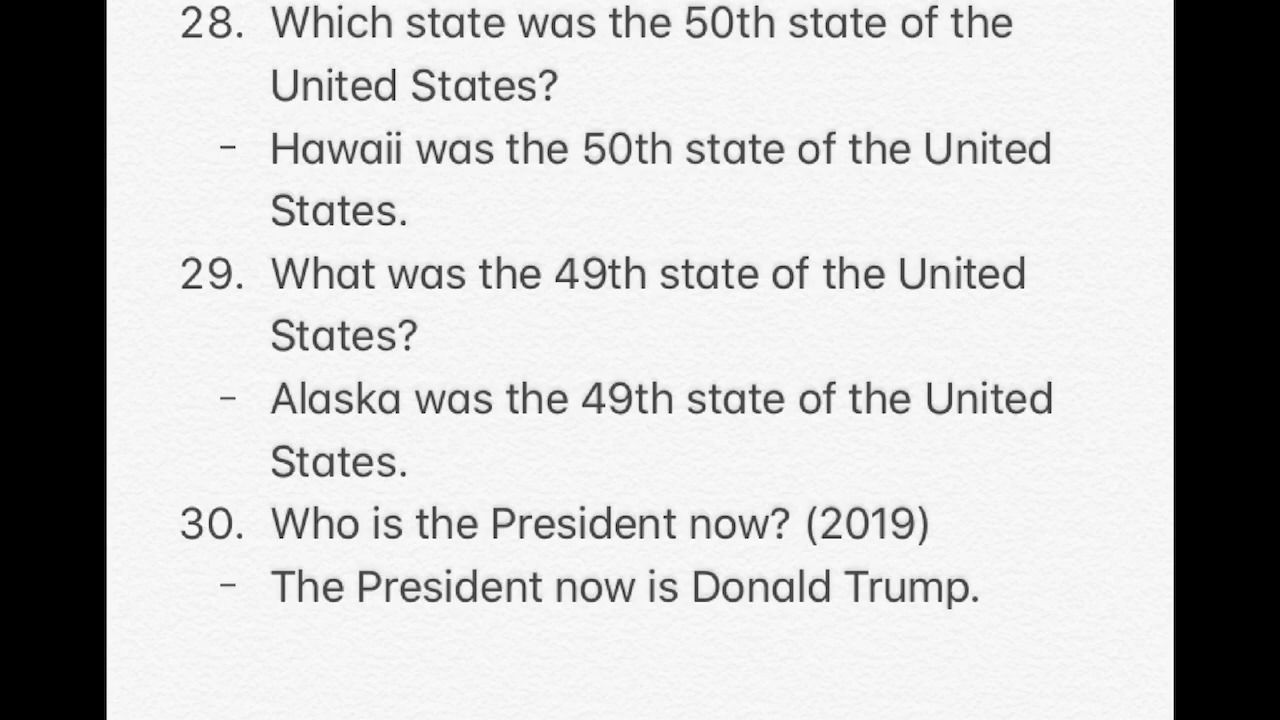 28. Which state was the 50th state of the
United States?
- Hawaii was the 50th state of the United
States.
29. What was the 49th state of the United
States?
- Alaska was the 49th state of the United
States.
30. Who is the President now? (2019)
- The President now is Donald Trump.